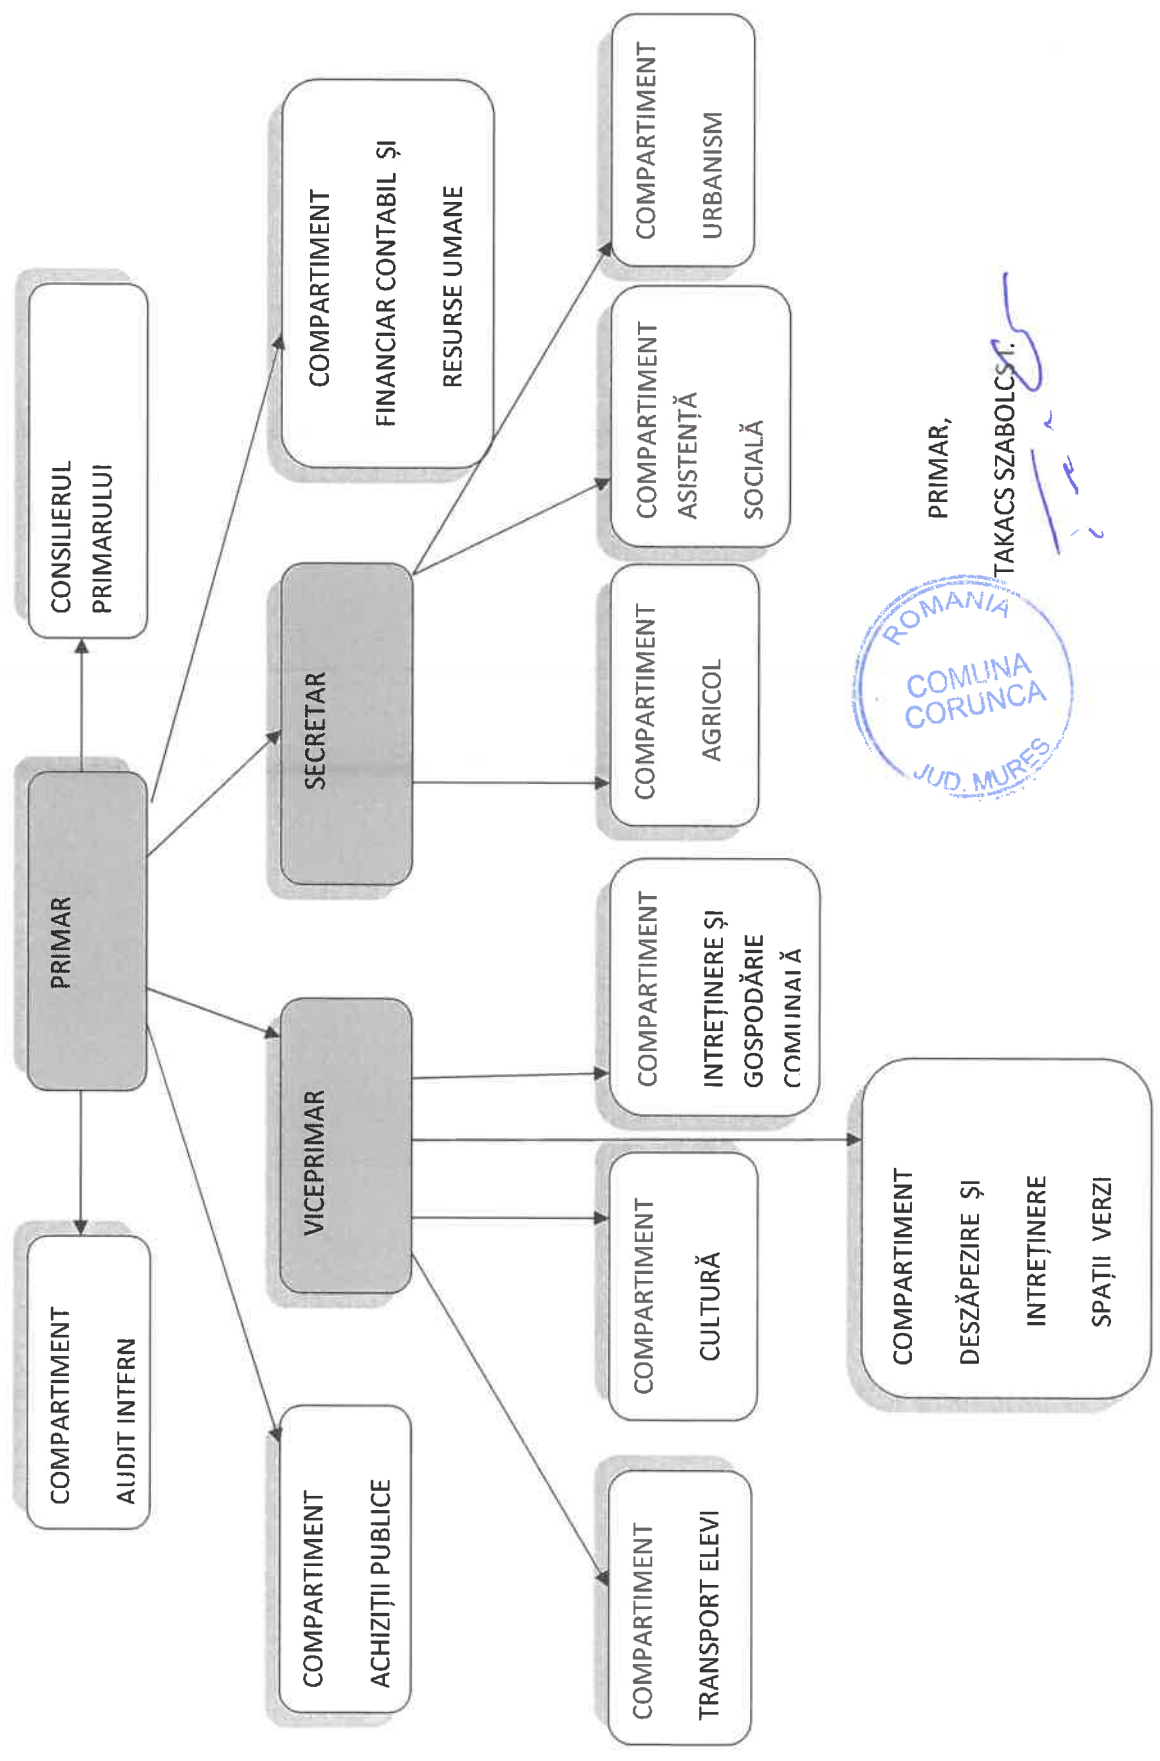 COMPARTIMENT
AUDIT INTERN
PRIMAR
CONSILIERUL
PRIMARULUI
COMPARTIMENT
ACHIZIȚII PUBLICE
VICEPRIMAR
SECRETAR
COMPARTIMENT
FINANCIAR CONTABIL ȘI
RESURSE UMANE
COMPARTIMENT
TRANSPORT ELEVI
COMPARTIMENT
CULTURĂ
COMPARTIMENT
INTREȚINERE ȘI
GOSPODĂRIE
COMUNALĂ
COMPARTIMENT
AGRICOL
COMPARTIMENT
ASISTENȚĂ
SOCIALĂ
COMPARTIMENT
URBANISM
COMPARTIMENT
DESZĂPEZIRE ȘI
INTREȚINERE
SPAȚII VERZI
ROMANIA
COMUNA
CORUNCA
JUD. MUREȘ
PRIMAR,
TAKACS SZABOLCS I.